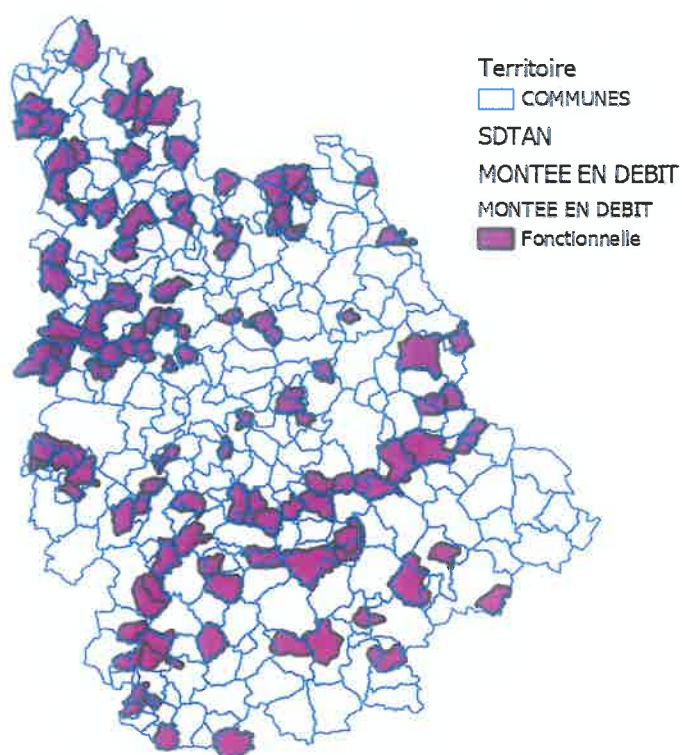 Territoire
COMMUNES
SDTAN
MONTEE EN DEBIT
MONTEE EN DEBIT
Fonctionnelle